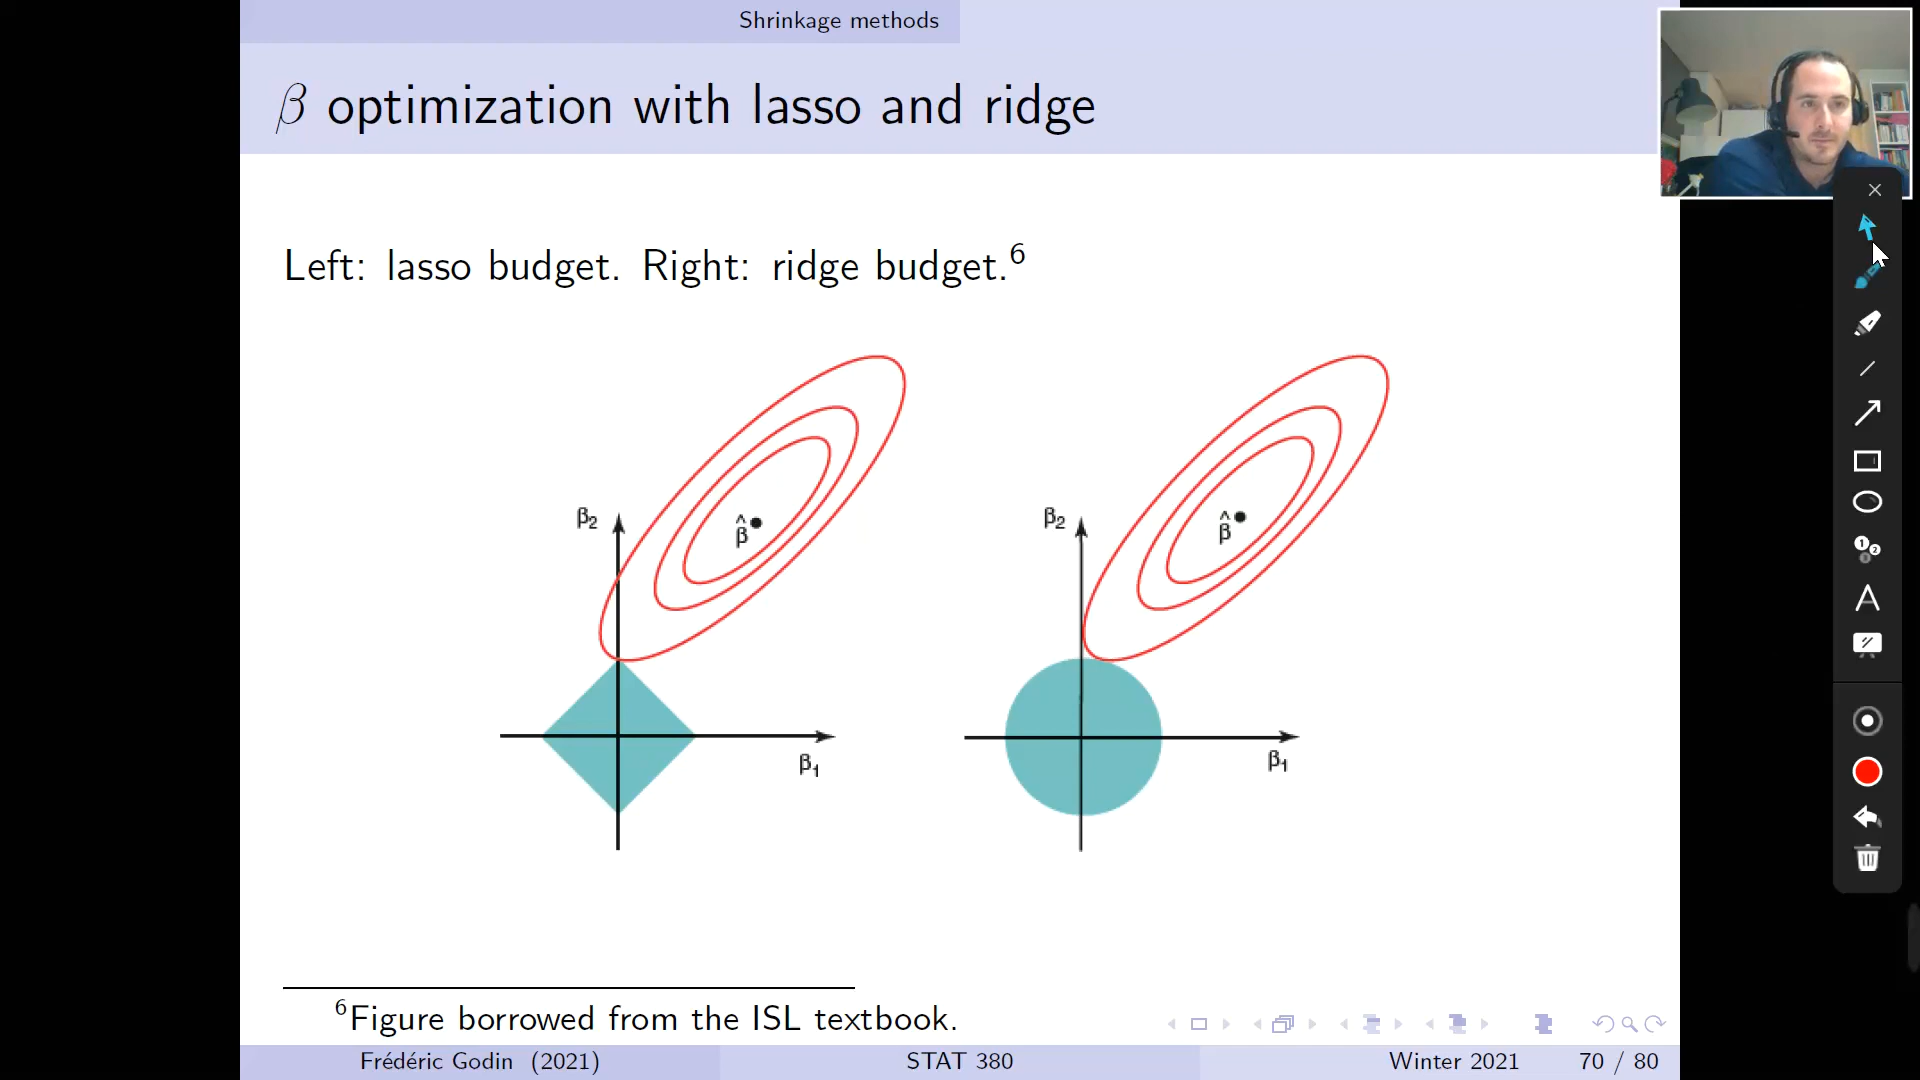 Shrinkage methods
β optimization with lasso and ridge
Left: lasso budget. Right: ridge budget.⁶
β₂
β̂
β₁
β₂
β̂
β₁
⁶Figure borrowed from the ISL textbook.
Frédéric Godin (2021) STAT 380 Winter 2021 70 / 80